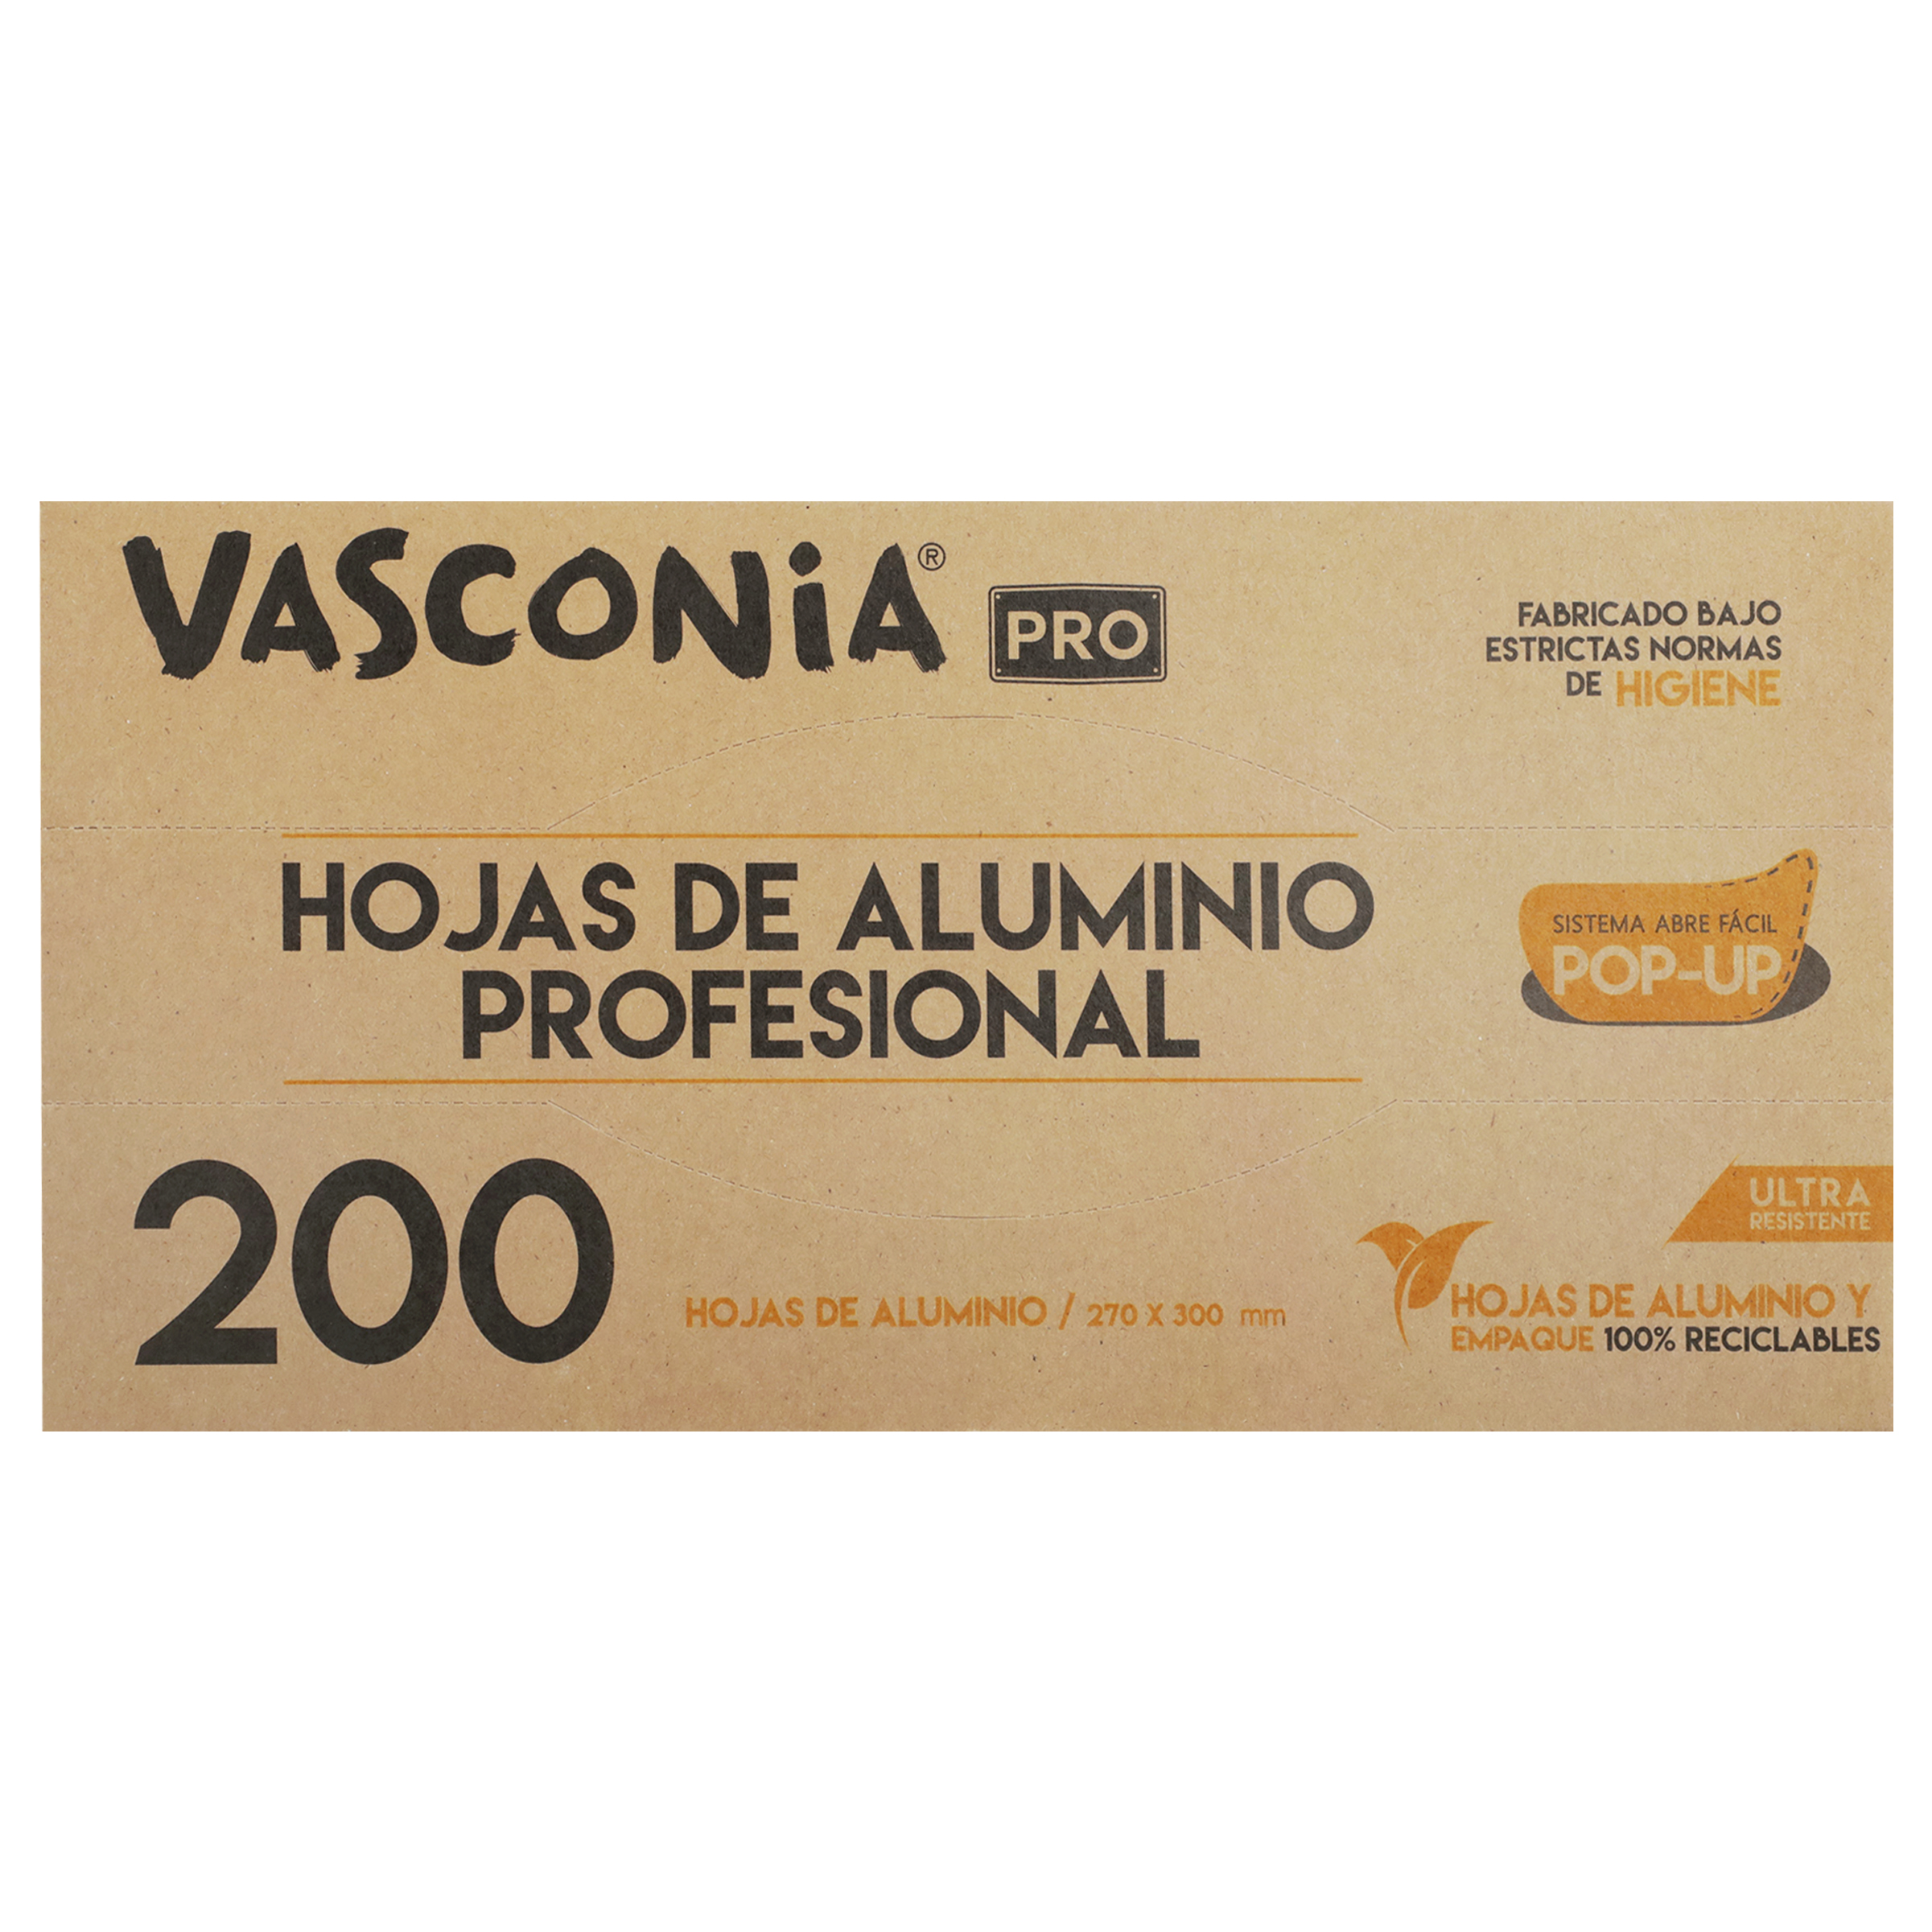 VASCONiA®
PRO
FABRICADO BAJO
ESTRICTAS NORMAS
DE HIGIENE
HOJAS DE ALUMINIO
PROFESIONAL
SISTEMA ABRE FÁCIL
POP-UP
200
HOJAS DE ALUMINIO / 270 X 300 mm
ULTRA
RESISTENTE
HOJAS DE ALUMINIO Y
EMPAQUE 100% RECICLABLES